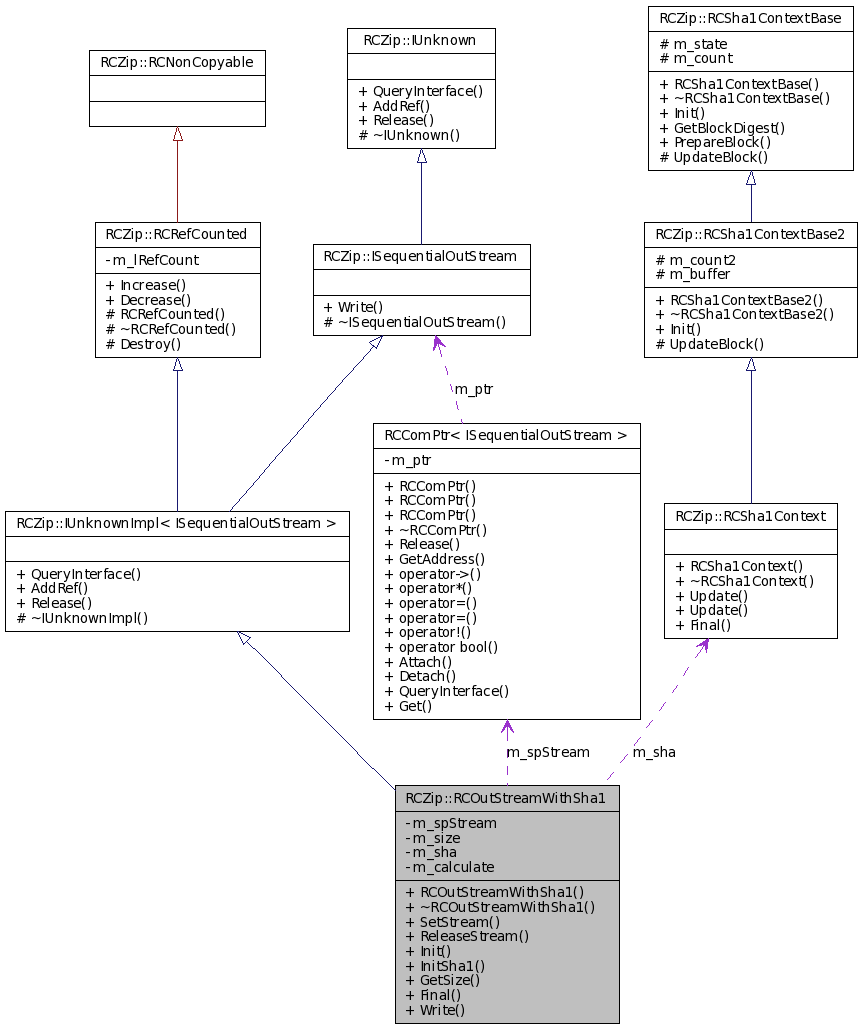 RCZip::RCSha1ContextBase
# m_state
# m_count
+ RCSha1ContextBase()
+ ~RCSha1ContextBase()
+ Init()
+ GetBlockDigest()
+ PrepareBlock()
# UpdateBlock()
RCZip::IUnknown
+ QueryInterface()
+ AddRef()
+ Release()
# ~IUnknown()
RCZip::RCNonCopyable
RCZip::RCRefCounted
- m_lRefCount
+ Increase()
+ Decrease()
# RCRefCounted()
# ~RCRefCounted()
# Destroy()
RCZip::ISequentialOutStream
+ Write()
# ~ISequentialOutStream()
RCZip::RCSha1ContextBase2
# m_count2
# m_buffer
+ RCSha1ContextBase2()
+ ~RCSha1ContextBase2()
+ Init()
# UpdateBlock()
m_ptr
RCComPtr< ISequentialOutStream >
- m_ptr
+ RCComPtr()
+ RCComPtr()
+ RCComPtr()
+ ~RCComPtr()
+ Release()
+ GetAddress()
+ operator->()
+ operator*()
+ operator=()
+ operator=()
+ operator!()
+ operator bool()
+ Attach()
+ Detach()
+ QueryInterface()
+ Get()
RCZip::IUnknownImpl< ISequentialOutStream >
+ QueryInterface()
+ AddRef()
+ Release()
# ~IUnknownImpl()
RCZip::RCSha1Context
+ RCSha1Context()
+ ~RCSha1Context()
+ Update()
+ Update()
+ Final()
m_spStream
m_sha
RCZip::RCOutStreamWithSha1
- m_spStream
- m_size
- m_sha
- m_calculate
+ RCOutStreamWithSha1()
+ ~RCOutStreamWithSha1()
+ SetStream()
+ ReleaseStream()
+ Init()
+ InitSha1()
+ GetSize()
+ Final()
+ Write()